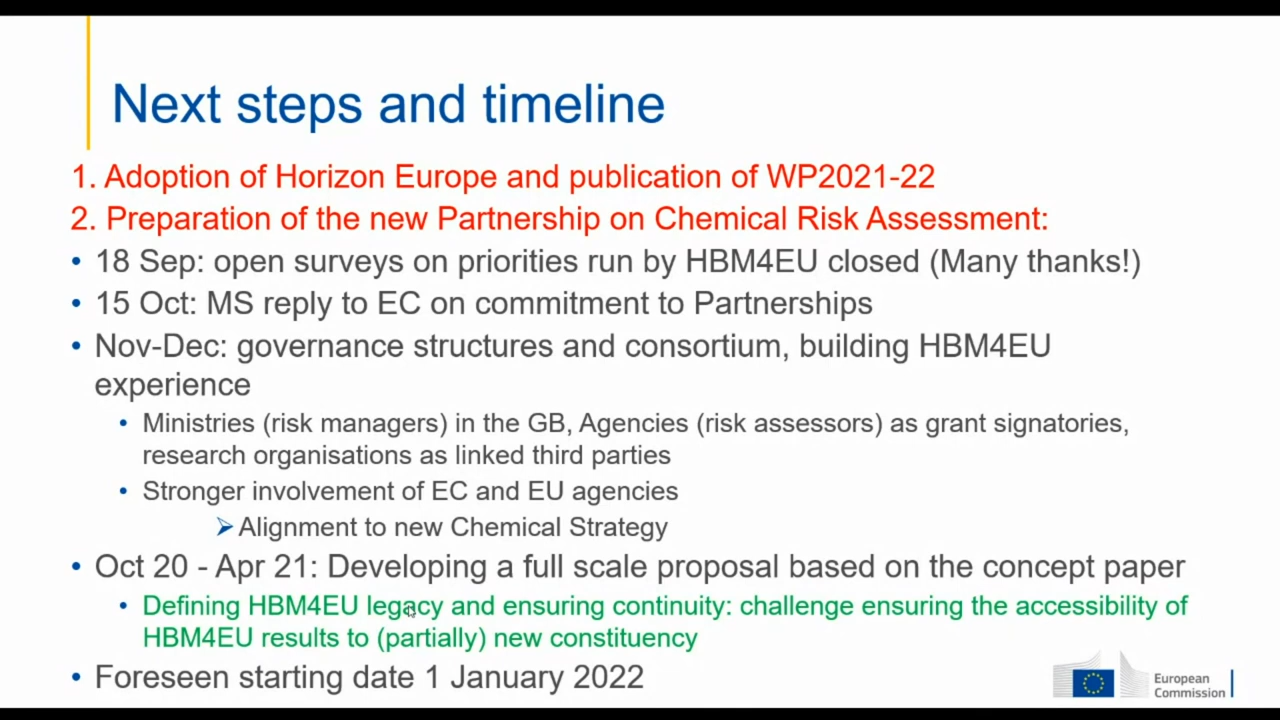 Next steps and timeline
1. Adoption of Horizon Europe and publication of WP2021-22
2. Preparation of the new Partnership on Chemical Risk Assessment:
• 18 Sep: open surveys on priorities run by HBM4EU closed (Many thanks!)
• 15 Oct: MS reply to EC on commitment to Partnerships
• Nov-Dec: governance structures and consortium, building HBM4EU
experience
• Ministries (risk managers) in the GB, Agencies (risk assessors) as grant signatories,
research organisations as linked third parties
• Stronger involvement of EC and EU agencies
➢ Alignment to new Chemical Strategy
• Oct 20 - Apr 21: Developing a full scale proposal based on the concept paper
• Defining HBM4EU legacy and ensuring continuity: challenge ensuring the accessibility of
HBM4EU results to (partially) new constituency
• Foreseen starting date 1 January 2022
European
Commission